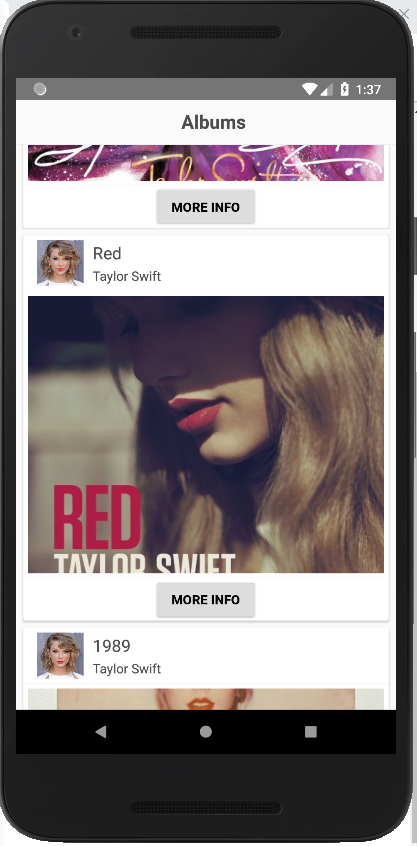 1:37
Albums
Taylor Swift
MORE INFO
Red
Taylor Swift
RED
TAYLOR SWIFT
MORE INFO
1989
Taylor Swift